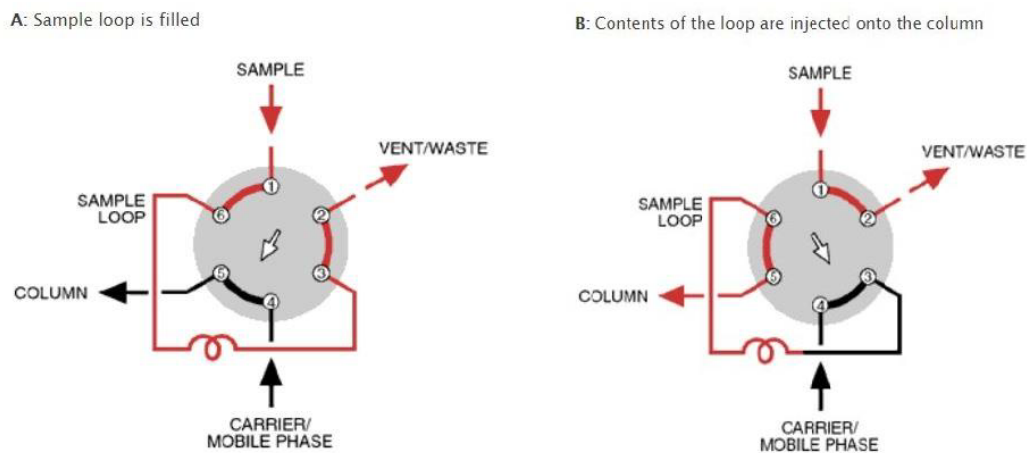 A: Sample loop is filled
SAMPLE
VENT/WASTE
SAMPLE
LOOP
COLUMN
1
2
3
4
5
6
CARRIER/
MOBILE PHASE
B: Contents of the loop are injected onto the column
SAMPLE
VENT/WASTE
SAMPLE
LOOP
COLUMN
1
2
3
4
5
6
CARRIER/
MOBILE PHASE